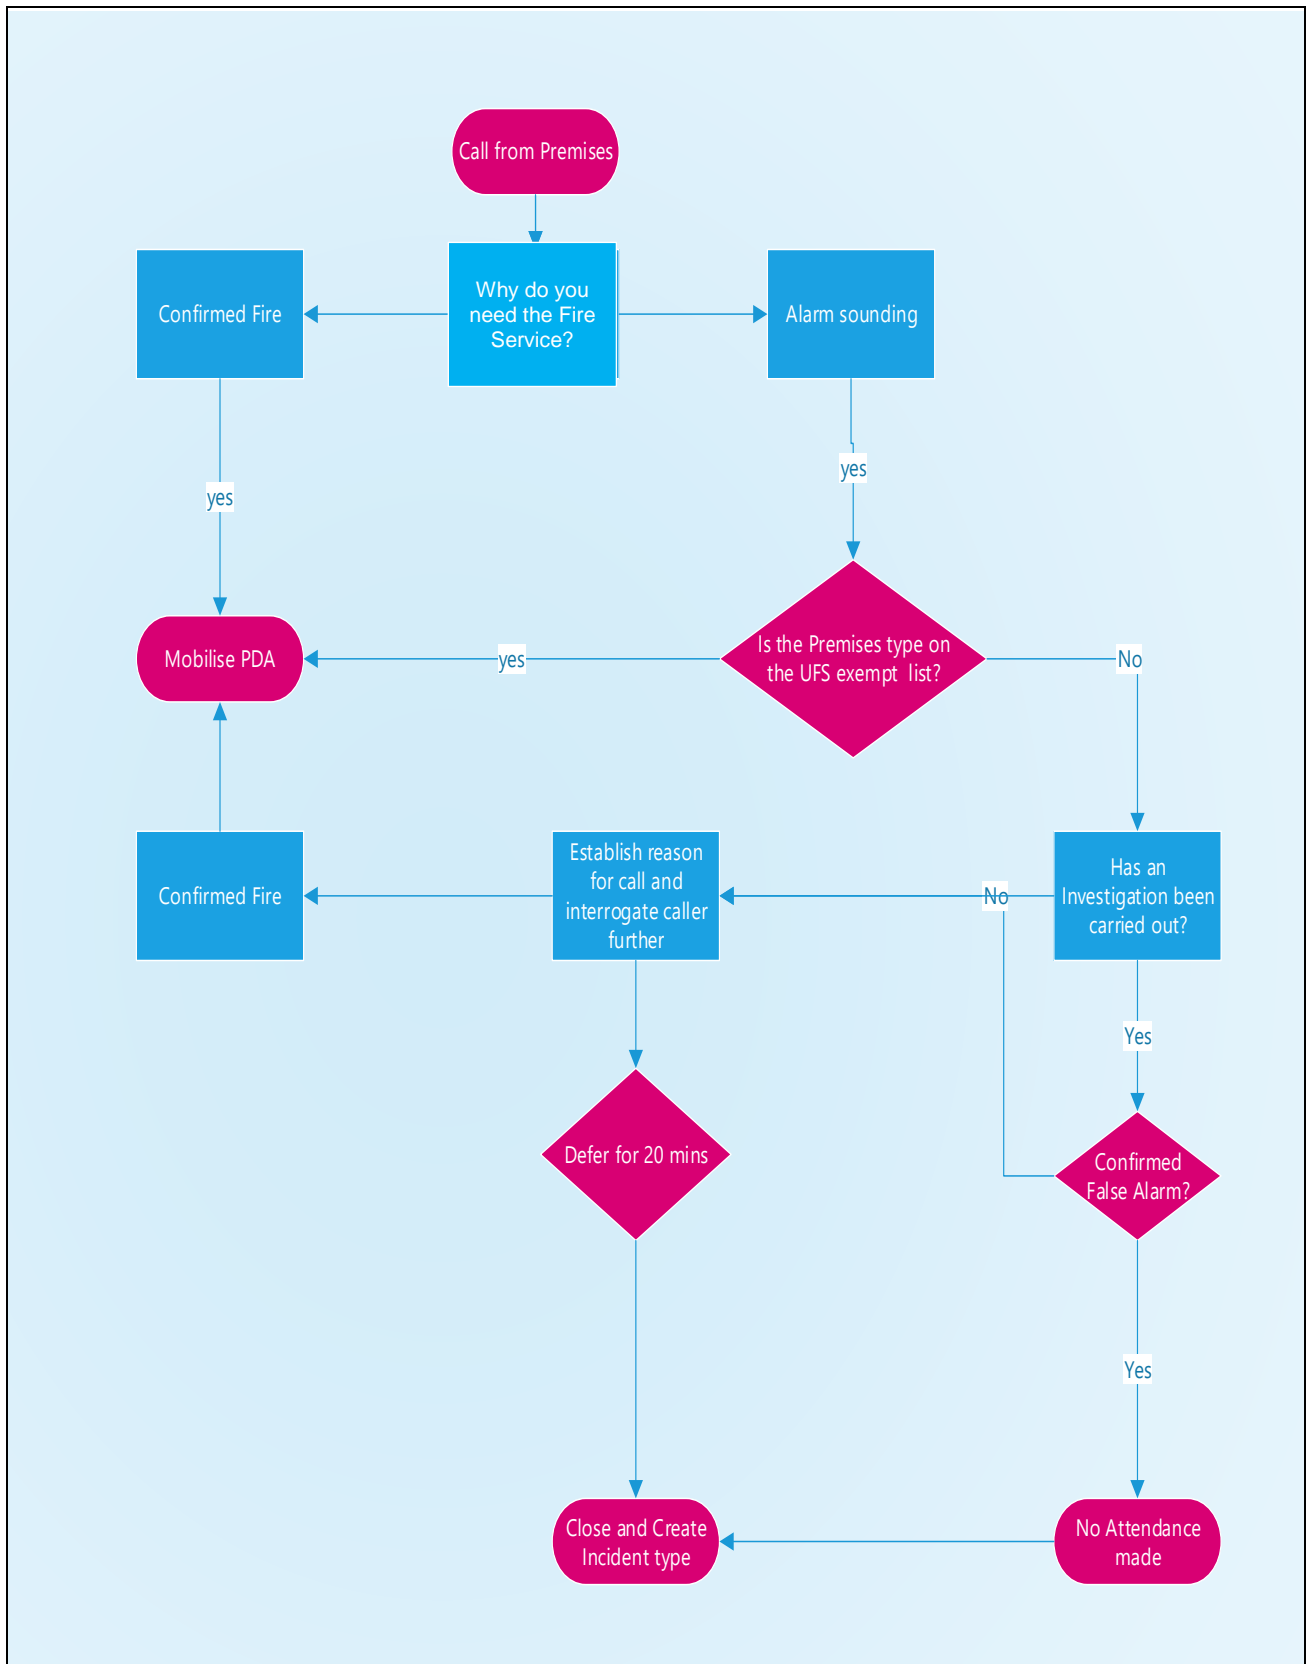 Call from Premises
Confirmed Fire
Why do you
need the Fire
Service?
Alarm sounding
yes
yes
Mobilise PDA
yes
Is the Premises type on
the UFS exempt list?
No
Confirmed Fire
Establish reason
for call and
interrogate caller
further
No
Has an
Investigation been
carried out?
Yes
Defer for 20 mins
Confirmed
False Alarm?
Yes
Close and Create
Incident type
No Attendance
made